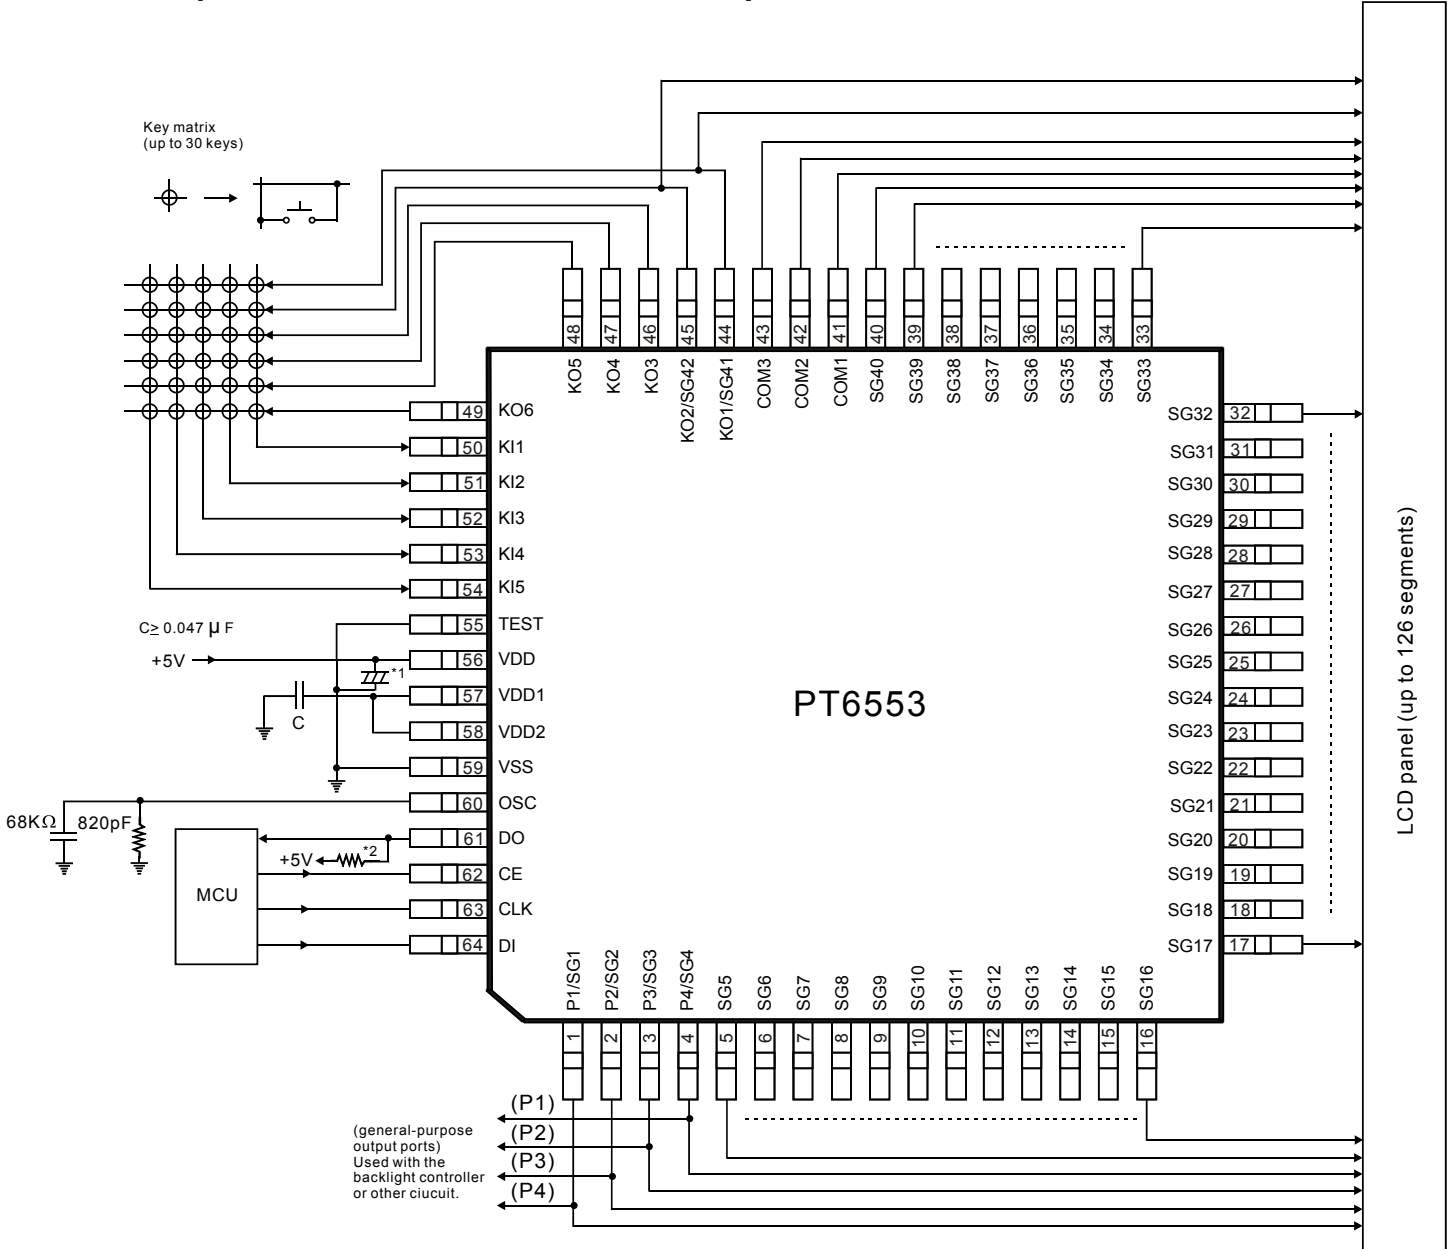 Key matrix
(up to 30 keys)
48 47 46 45 44 43 42 41 40 39 38 37 36 35 34 33
KO5 KO4 KO3 KO2/SG42 KO1/SG41 COM3 COM2 COM1 SG40 SG39 SG38 SG37 SG36 SG35 SG34 SG33
49 KO6
50 KI1
51 KI2
52 KI3
53 KI4
54 KI5
55 TEST
56 VDD
57 VDD1
58 VDD2
59 VSS
60 OSC
61 DO
62 CE
63 CLK
64 DI
C≥ 0.047 μ F
+5V
*1
C
68KΩ 820pF
+5V *2
MCU
PT6553
SG32 32
SG31 31
SG30 30
SG29 29
SG28 28
SG27 27
SG26 26
SG25 25
SG24 24
SG23 23
SG22 22
SG21 21
SG20 20
SG19 19
SG18 18
SG17 17
LCD panel (up to 126 segments)
P1/SG1 P2/SG2 P3/SG3 P4/SG4 SG5 SG6 SG7 SG8 SG9 SG10 SG11 SG12 SG13 SG14 SG15 SG16
1 2 3 4 5 6 7 8 9 10 11 12 13 14 15 16
(P1)
(P2)
(P3)
(P4)
(general-purpose
output ports)
Used with the
backlight controller
or other ciucuit.